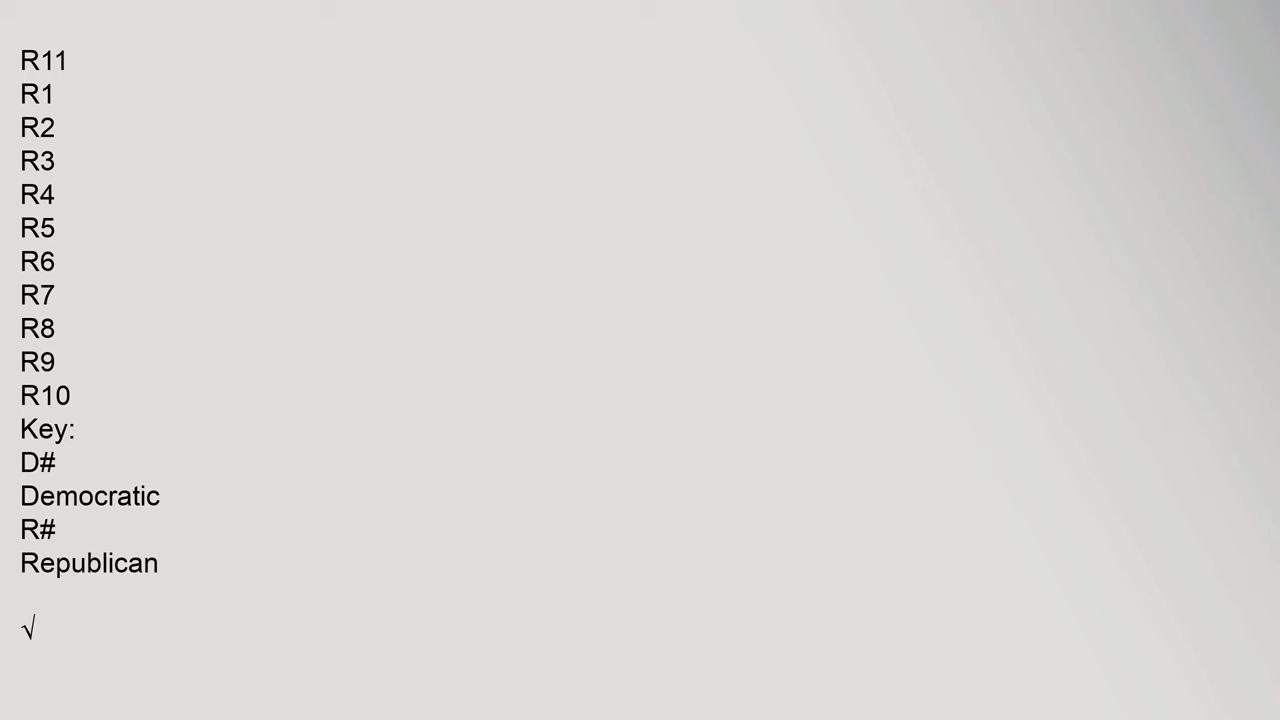 R11
R1
R2
R3
R4
R5
R6
R7
R8
R9
R10
Key:
D#
Democratic
R#
Republican
√